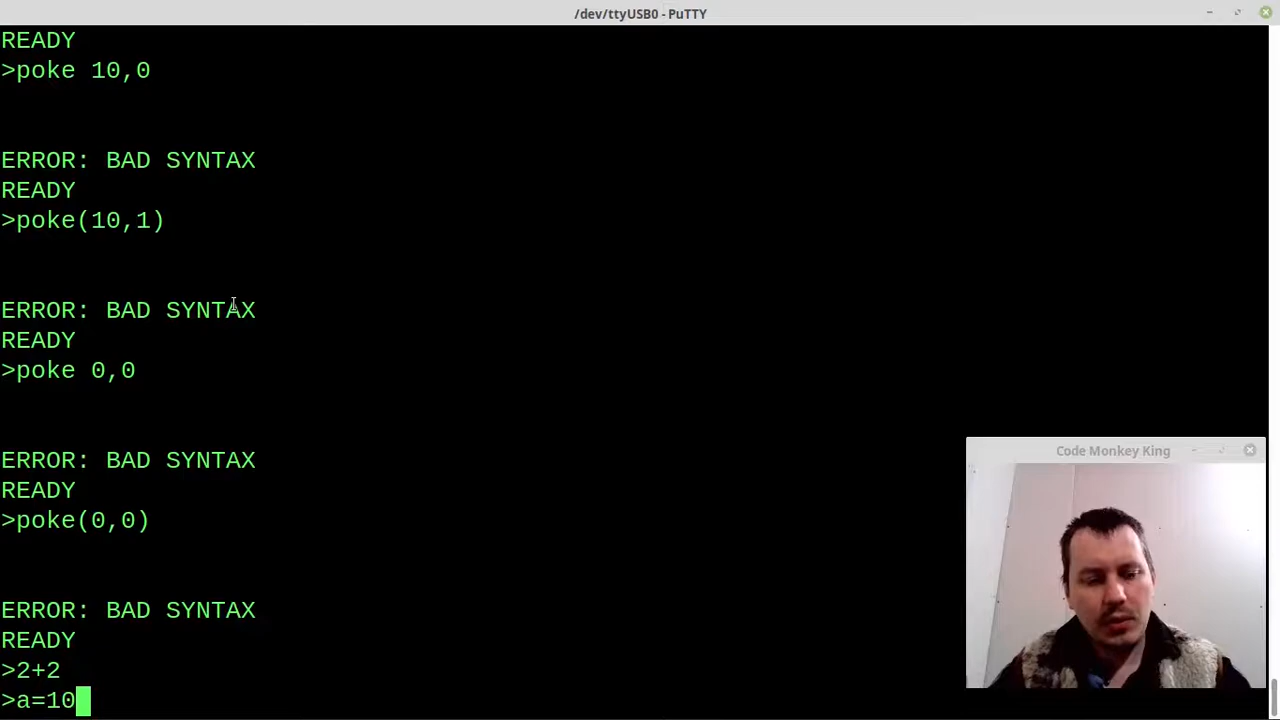 /dev/ttyUSB0 - PuTTY
READY
>poke 10,0
ERROR: BAD SYNTAX
READY
>poke(10,1)
ERROR: BAD SYNTAX
READY
>poke 0,0
ERROR: BAD SYNTAX
READY
>poke(0,0)
ERROR: BAD SYNTAX
READY
>2+2
>a=10
Code Monkey King